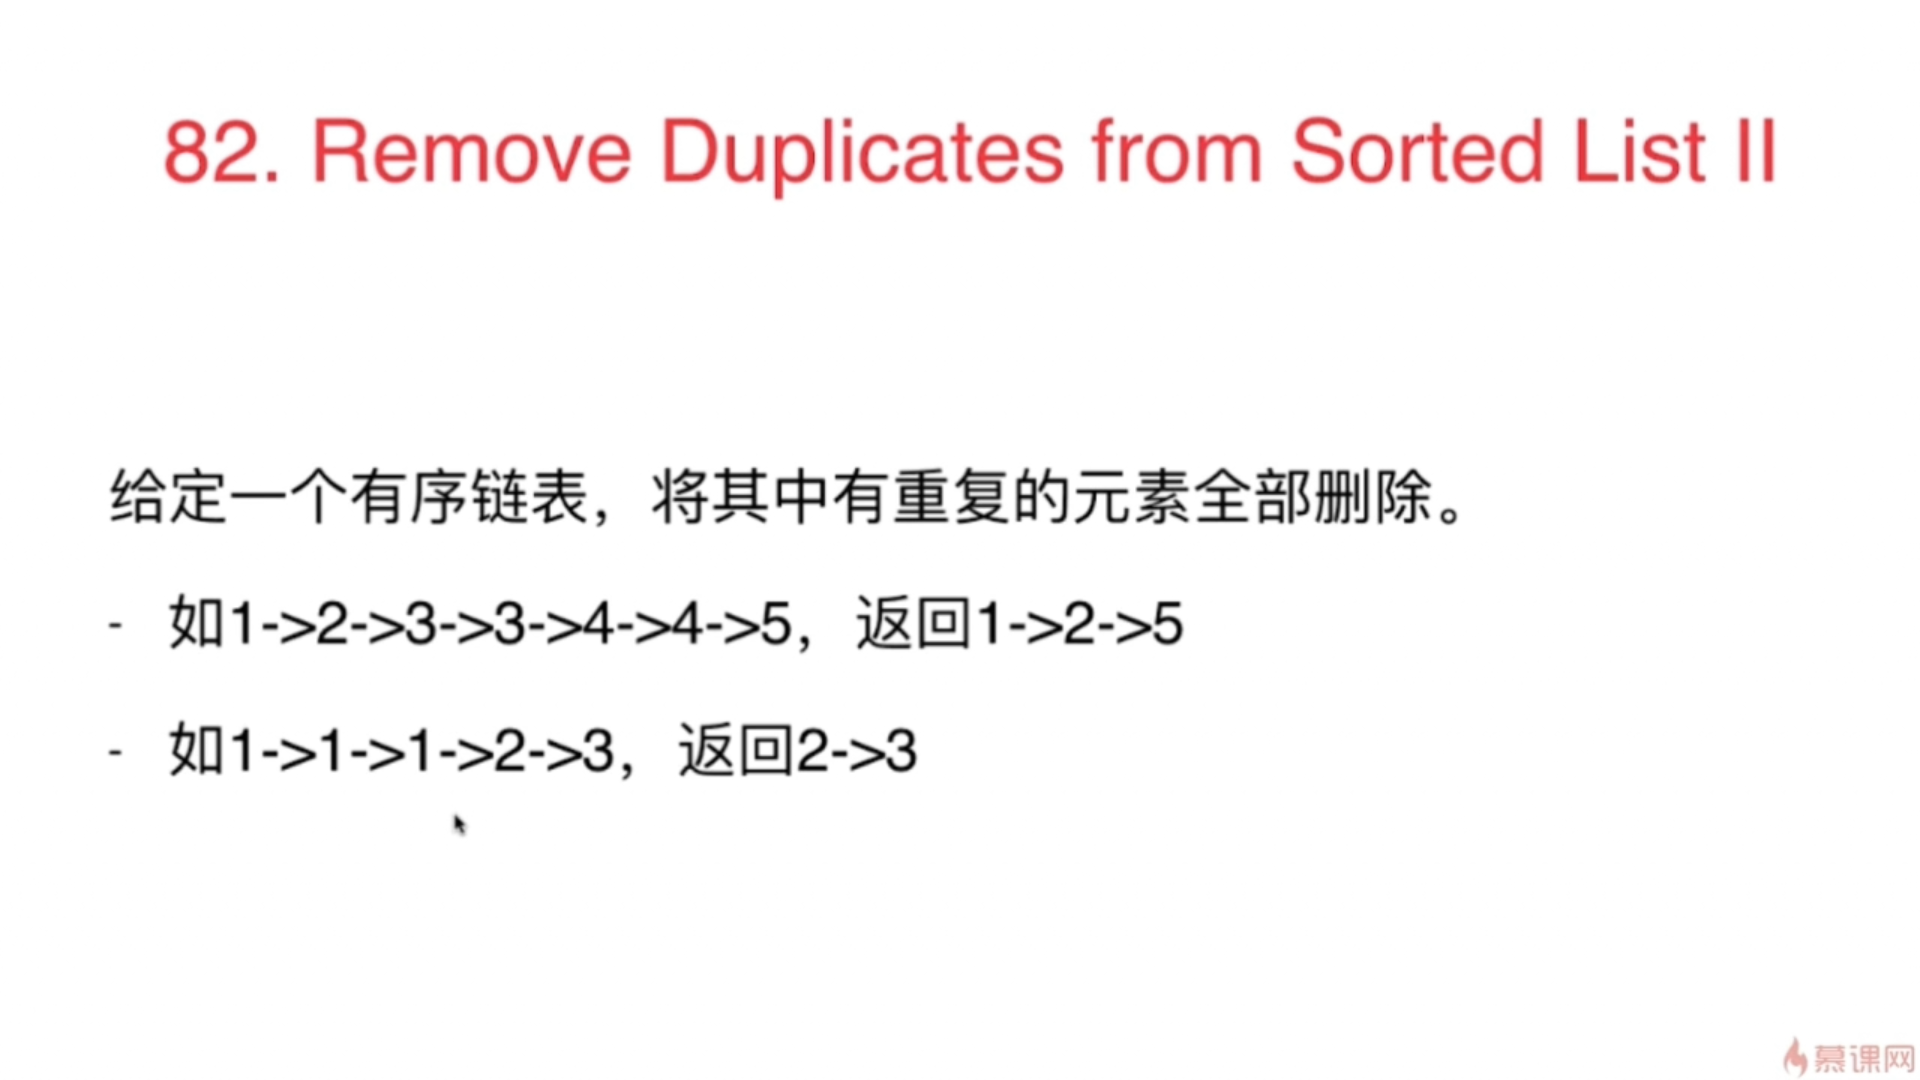 82. Remove Duplicates from Sorted List II
给定一个有序链表，将其中有重复的元素全部删除。
- 如1->2->3->3->4->4->5，返回1->2->5
- 如1->1->1->2->3，返回2->3
慕课网